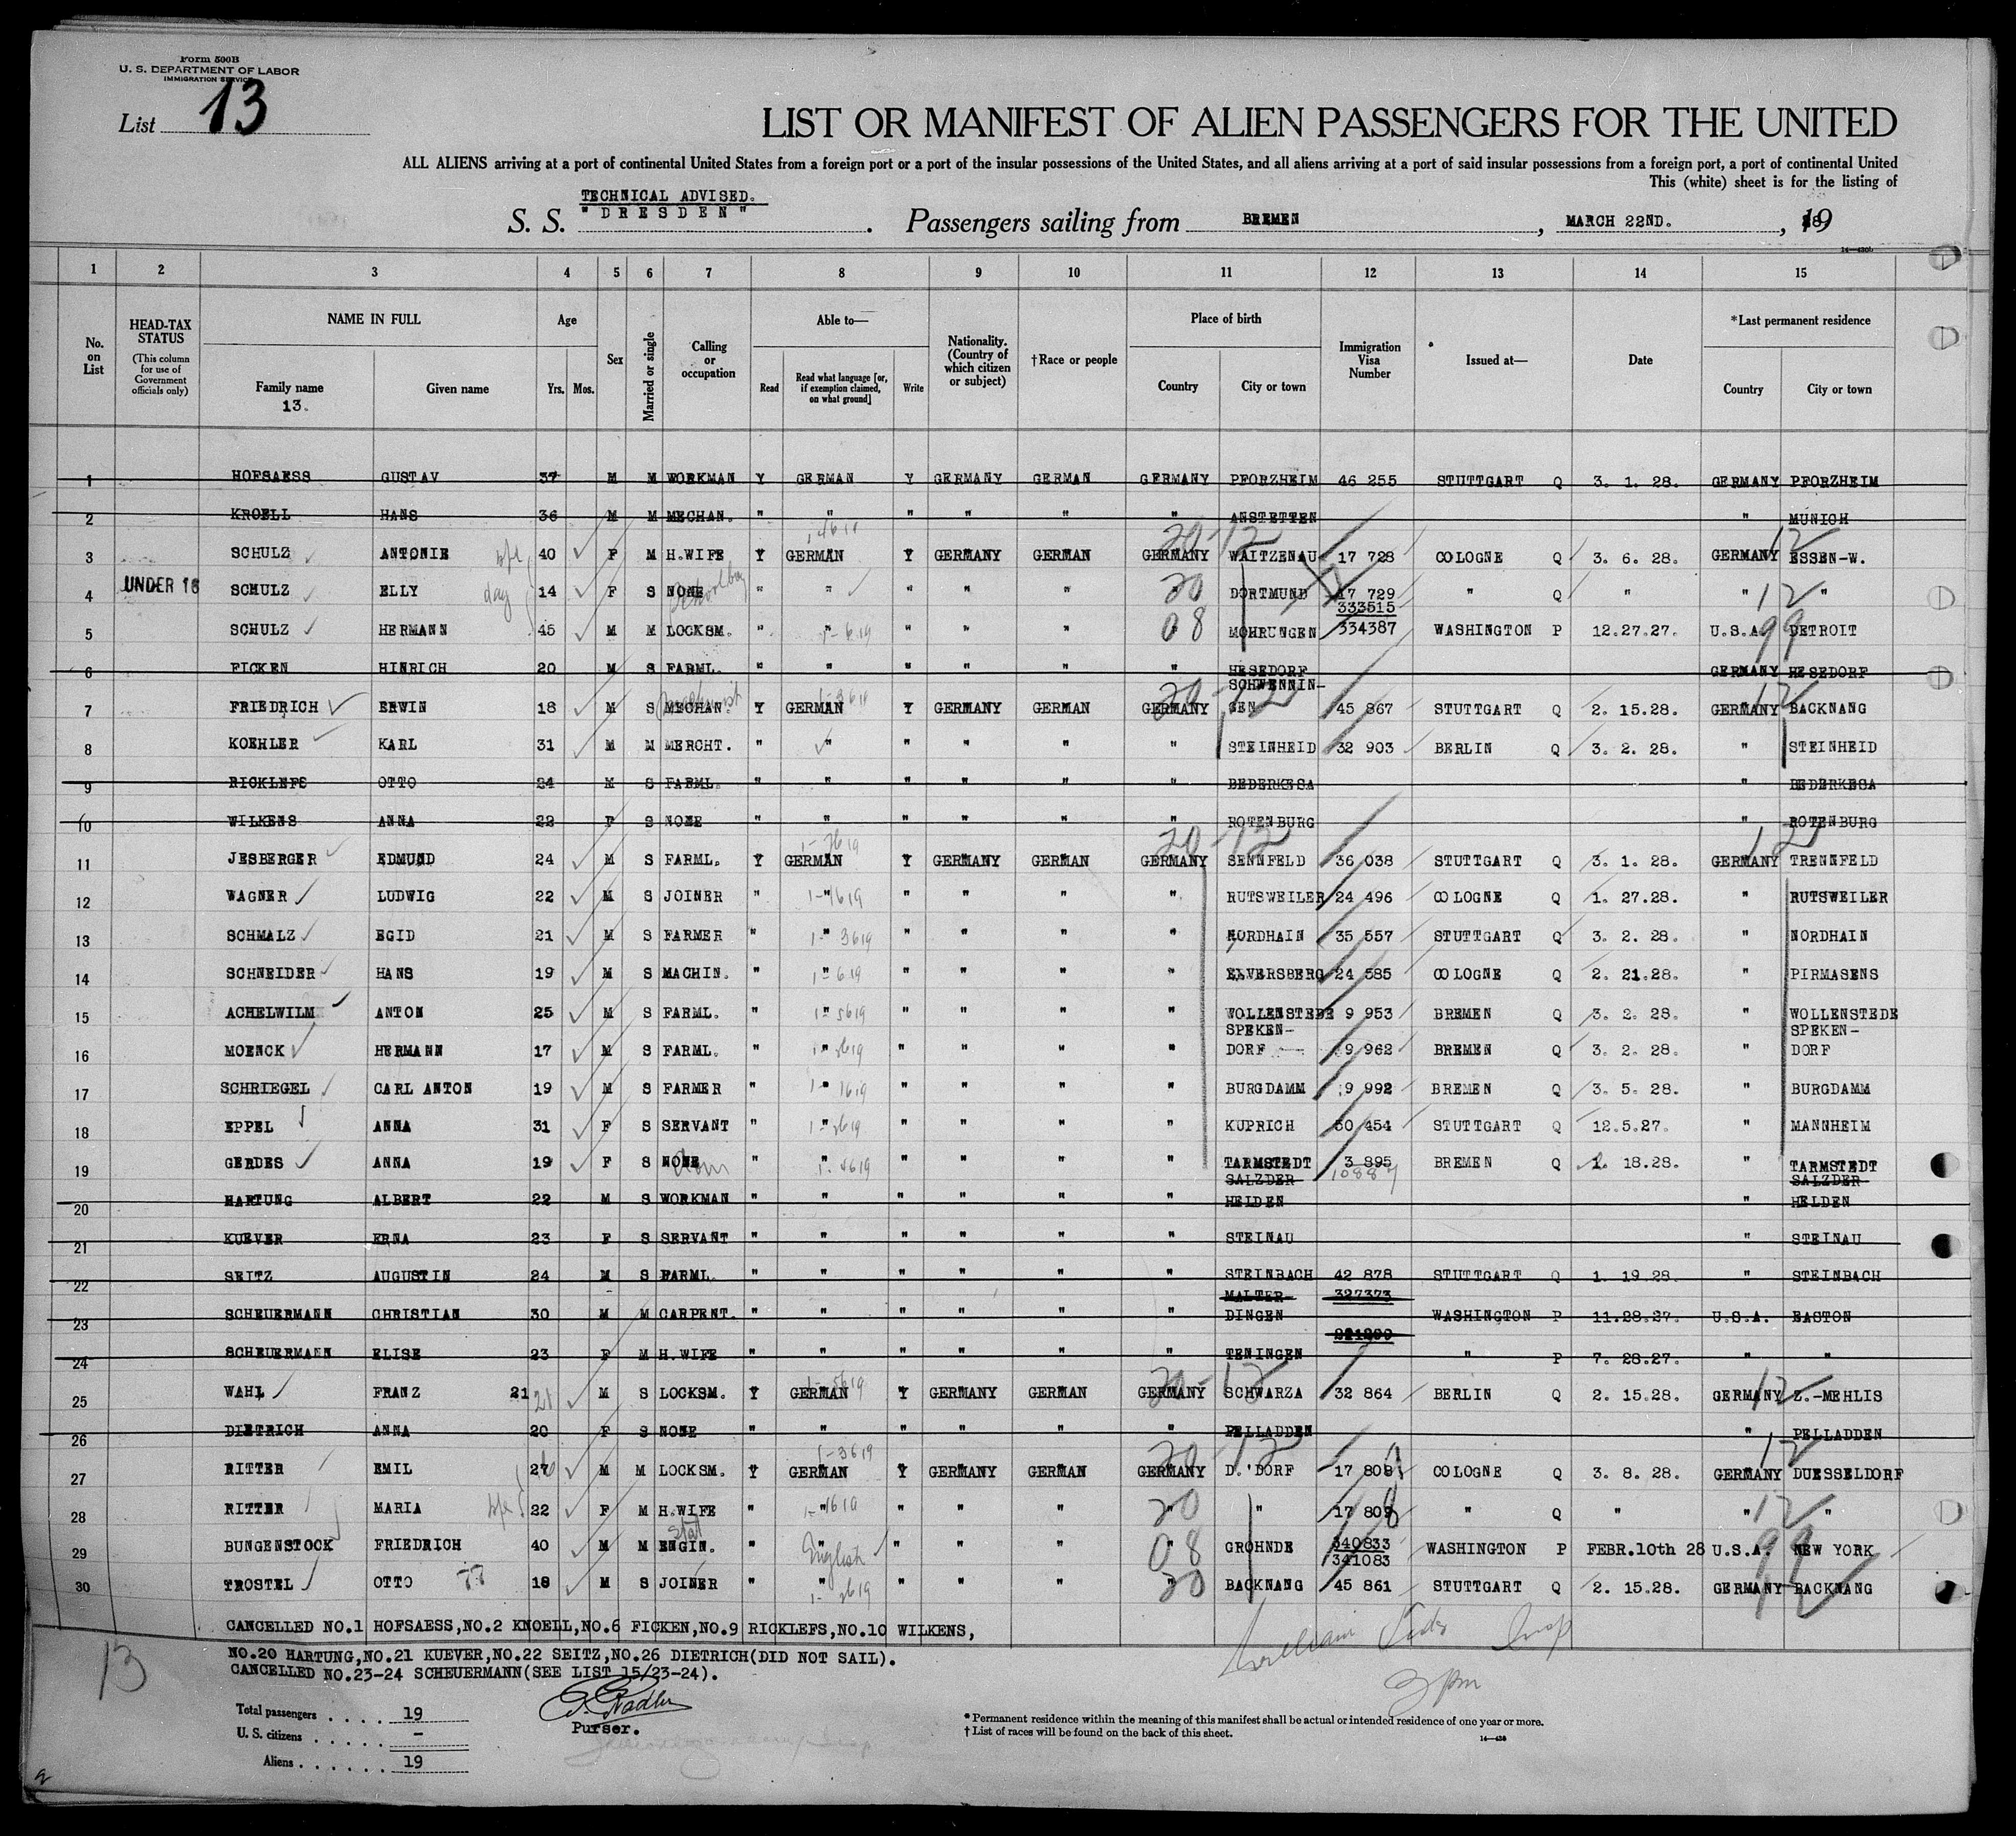 Form 500B
U. S. DEPARTMENT OF LABOR
IMMIGRATION SERVICE
List 13
LIST OR MANIFEST OF ALIEN PASSENGERS FOR THE UNITED
ALL ALIENS arriving at a port of continental United States from a foreign port or a port of the insular possessions of the United States, and all aliens arriving at a port of said insular possessions from a foreign port, a port of continental United
This (white) sheet is for the listing of
TECHNICAL ADVISED.
S. S. "DRESDEN". Passengers sailing from BREMEN, MARCH 22ND., 19 28
14—430b
1 2 3 4 5 6 7 8 9 10 11 12 13 14 15
No. on List
HEAD-TAX STATUS (This column for use of Government officials only)
NAME IN FULL Family name Given name
13.
Age Yrs. Mos.
Sex
Married or single
Calling or occupation
Able to— Read Read what language [or, if exemption claimed, on what ground] Write
Nationality. (Country of which citizen or subject)
†Race or people
Place of birth Country City or town
Immigration Visa Number
Issued at—
Date
*Last permanent residence Country City or town
1 HOFSAESS GUSTAV 37 M M WORKMAN Y GERMAN Y GERMANY GERMAN GERMANY PFORZHEIM 46 255 STUTTGART Q 3. 1. 28. GERMANY PFORZHEIM
2 KROELL HANS 36 M M MECHAN. " " " " " " ANSTETTEN " MUNICH
3 SCHULZ ANTONIE 40 F M H.WIFE Y GERMAN Y GERMANY GERMAN GERMANY WAITZENAU 17 728 COLOGNE Q 3. 6. 28. GERMANY ESSEN-W.
4 UNDER 16 SCHULZ ELLY 14 F S NONE " " " " " " DORTMUND 17 729 " Q " " "
333515
5 SCHULZ HERMANN 45 M M LOCKSM. " " " " " " MOHRUNGEN 334387 WASHINGTON P 12.27.27. U.S.A. DETROIT
6 FICKEN HINRICH 20 M S FARML. " " " " " " HESEDORF GERMANY HESEDORF
SCHWENNIN-
7 FRIEDRICH ERWIN 18 M S MECHAN. Y GERMAN Y GERMANY GERMAN GERMANY GEN 45 867 STUTTGART Q 2. 15.28. GERMANY BACKNANG
8 KOEHLER KARL 31 M M MERCHT. " " " " " " STEINHEID 32 903 BERLIN Q 3. 2. 28. " STEINHEID
9 RICKLEFS OTTO 24 M S FARML. " " " " " " BEDERKESA " BEDERKESA
10 WILKENS ANNA 22 F S NONE " " " " " " ROTENBURG " ROTENBURG
11 JESBERGER EDMUND 24 M S FARML. Y GERMAN Y GERMANY GERMAN GERMANY SENNFELD 36 038 STUTTGART Q 3. 1. 28. GERMANY TRENNFELD
12 WAGNER LUDWIG 22 M S JOINER " " " " " " RUTSWEILER 24 496 COLOGNE Q 1. 27.28. " RUTSWEILER
13 SCHMALZ EGID 21 M S FARMER " " " " " " NORDHAIN 35 557 STUTTGART Q 3. 2. 28. " NORDHAIN
14 SCHNEIDER HANS 19 M S MACHIN. " " " " " " ELVERSBERG 24 585 COLOGNE Q 2. 21.28. " PIRMASENS
15 ACHELWILM ANTON 25 M S FARML. " " " " " " WOLLENSTEDE 9 953 BREMEN Q 3. 2. 28. " WOLLENSTEDE
SPEKEN- SPEKEN-
16 MOENCK HERMANN 17 M S FARML. " " " " " " DORF 9 962 BREMEN Q 3. 2. 28. " DORF
17 SCHRIEGEL CARL ANTON 19 M S FARMER " " " " " " BURGDAMM 9 992 BREMEN Q 3. 5. 28. " BURGDAMM
18 EPPEL ANNA 31 F S SERVANT " " " " " " KUPRICH 50 454 STUTTGART Q 12.5.27. " MANNHEIM
19 GERDES ANNA 19 F S NONE " " " " " " TARMSTEDT 3 895 BREMEN Q 1. 18.28. " TARMSTEDT
SALZDER- 10887 SALZDER-
20 HARTUNG ALBERT 22 M S WORKMAN " " " " " " HELDEN " HELDEN
21 KUEVER ERNA 23 F S SERVANT " " " " " " STEINAU " STEINAU
22 SEITZ AUGUSTIN 24 M S FARML. " " " " " " STEINBACH 42 878 STUTTGART Q 1. 19.28. " STEINBACH
MALTER- 327373
23 SCHEUERMANN CHRISTIAN 30 M M CARPENT. " " " " " " DINGEN WASHINGTON P 11.28.27. U.S.A. EASTON
24 SCHEUERMANN ELISE 23 F M H.WIFE " " " " " " TENINGEN " P 7. 28.27. " "
25 WAHL FRANZ 21 M S LOCKSM. Y GERMAN Y GERMANY GERMAN GERMANY SCHWARZA 32 864 BERLIN Q 2. 15.28. GERMANY Z.-MEHLIS
26 DIETRICH ANNA 20 F S NONE " " " " " " PELLADDEN " PELLADDEN
27 RITTER EMIL 27 M M LOCKSM. Y GERMAN Y GERMANY GERMAN GERMANY D.'DORF 17 808 COLOGNE Q 3. 8. 28. GERMANY DUESSELDORF
28 RITTER MARIA 22 F M H.WIFE " " " " " " " 17 809 " Q " " "
29 BUNGENSTOCK FRIEDRICH 40 M M ENGIN. " English " " " " GROHNDE 340833 341083 WASHINGTON P FEBR.10th 28 U.S.A. NEW YORK
30 TROSTEL OTTO 18 M S JOINER " " " " " " BACKNANG 45 861 STUTTGART Q 2. 15.28. GERMANY BACKNANG
CANCELLED NO.1 HOFSAESS,NO.2 KNOELL,NO.6 FICKEN,NO.9 RICKLEFS,NO.10 WILKENS,
NO.20 HARTUNG,NO.21 KUEVER,NO.22 SEITZ,NO.26 DIETRICH(DID NOT SAIL).
CANCELLED NO.23-24 SCHEUERMANN(SEE LIST 15/23-24).
13
Total passengers . . . . 19
U. S. citizens . . . . . –
Aliens . . . . . . 19
Purser.
3 pm
* Permanent residence within the meaning of this manifest shall be actual or intended residence of one year or more.
† List of races will be found on the back of this sheet.
14—430